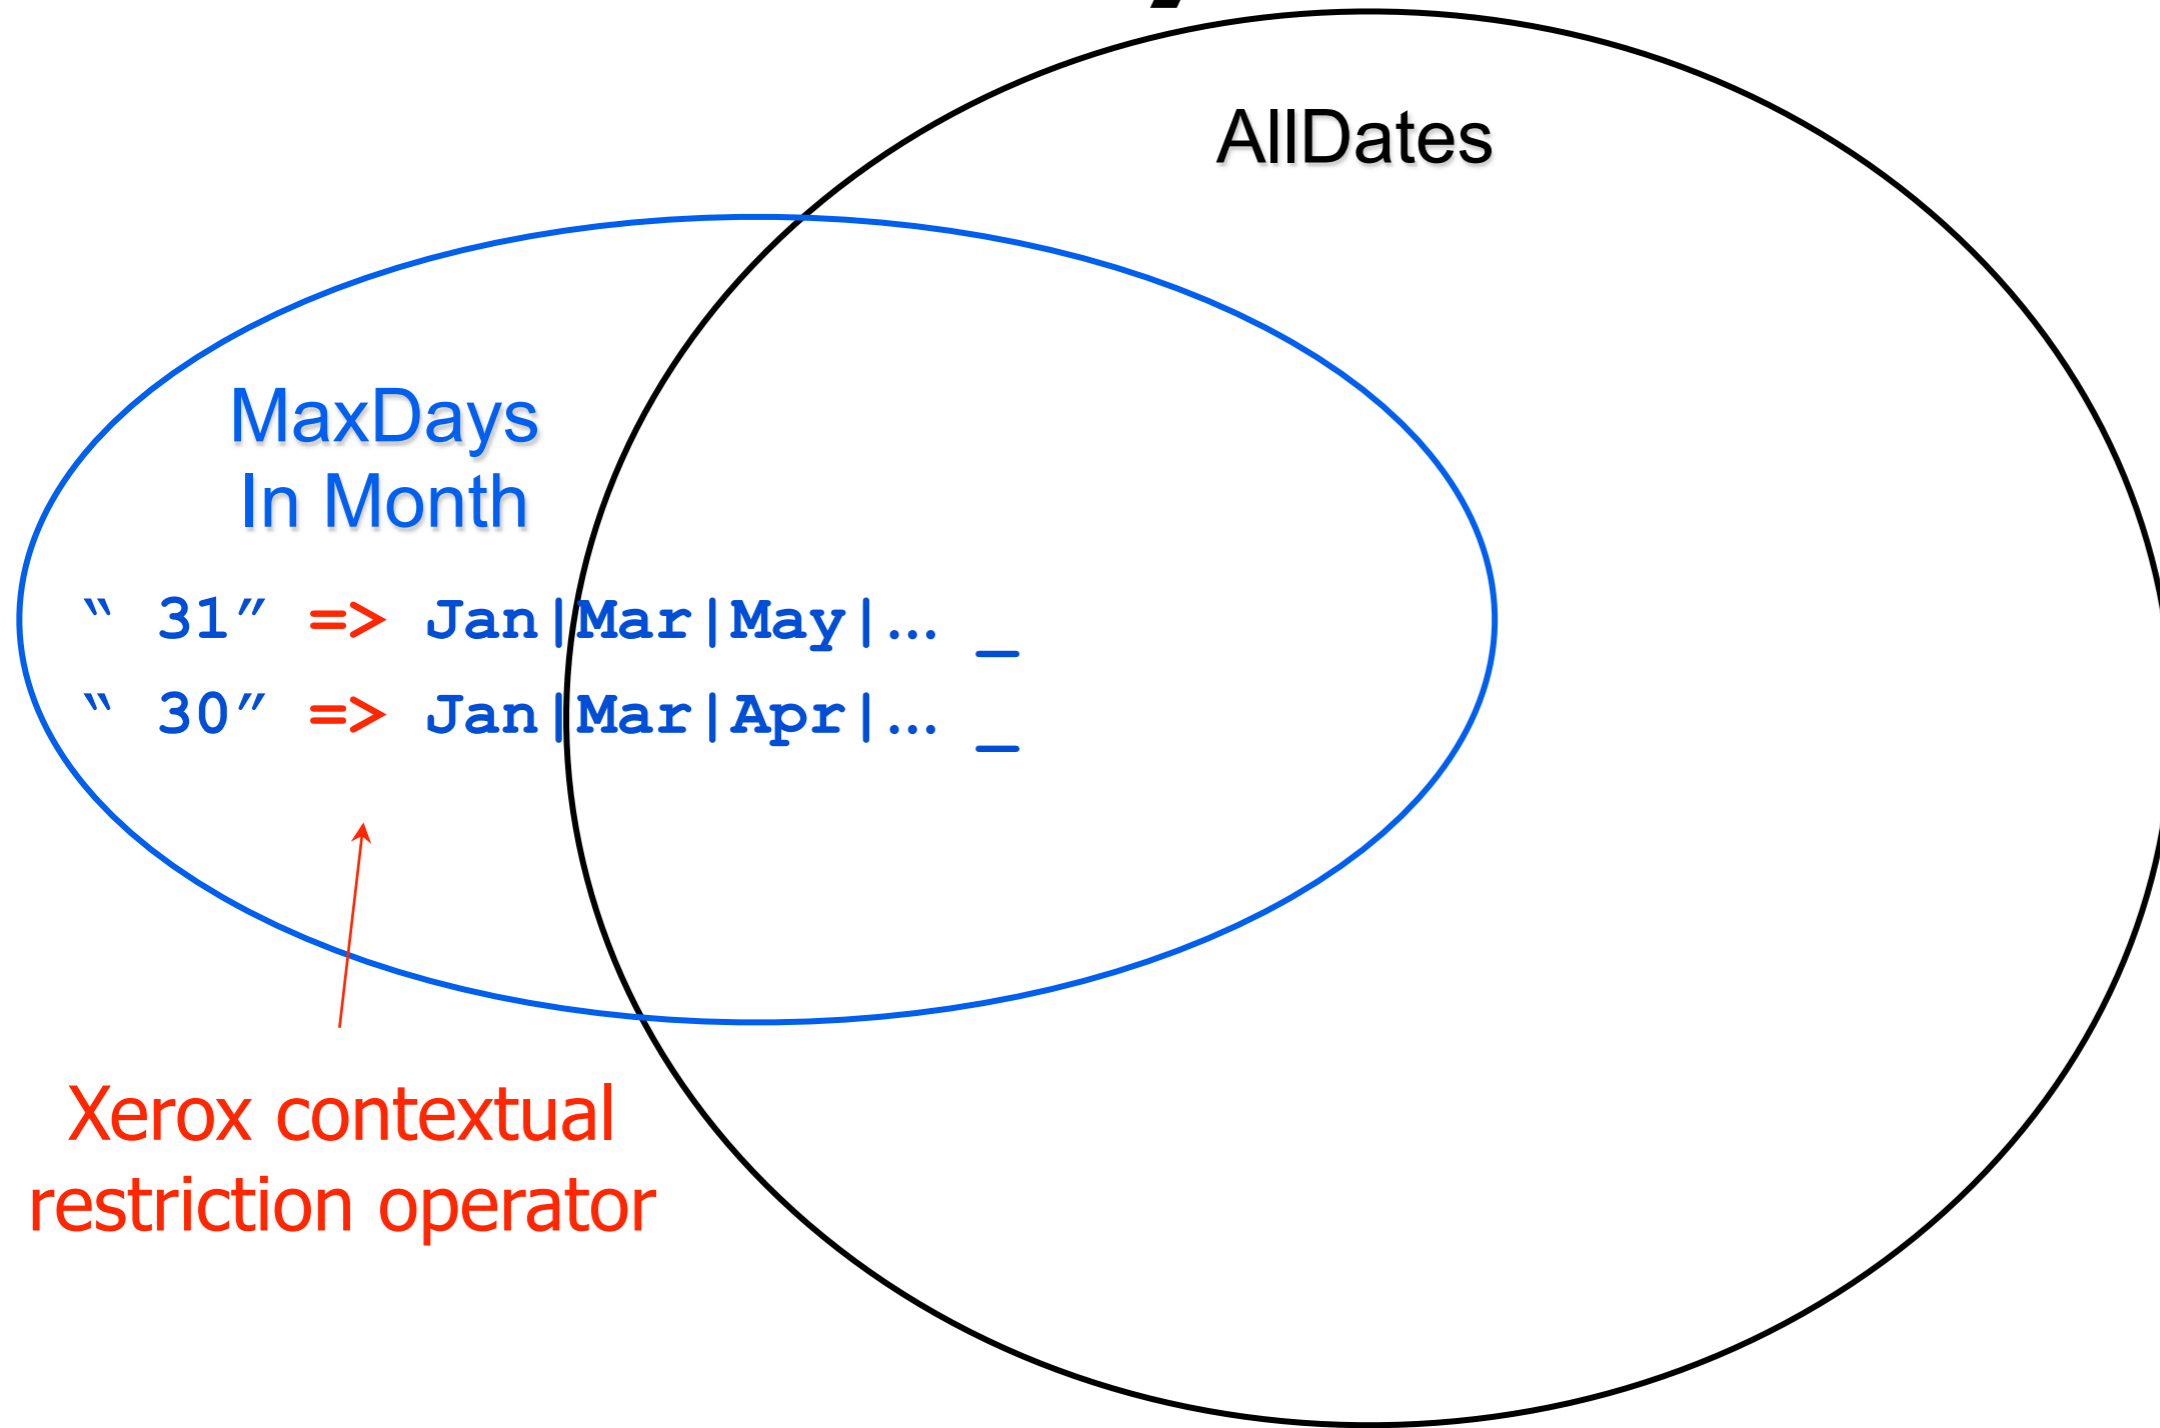 AllDates
MaxDays
In Month
“ 31” => Jan|Mar|May|… _
“ 30” => Jan|Mar|Apr|… _
Xerox contextual
restriction operator